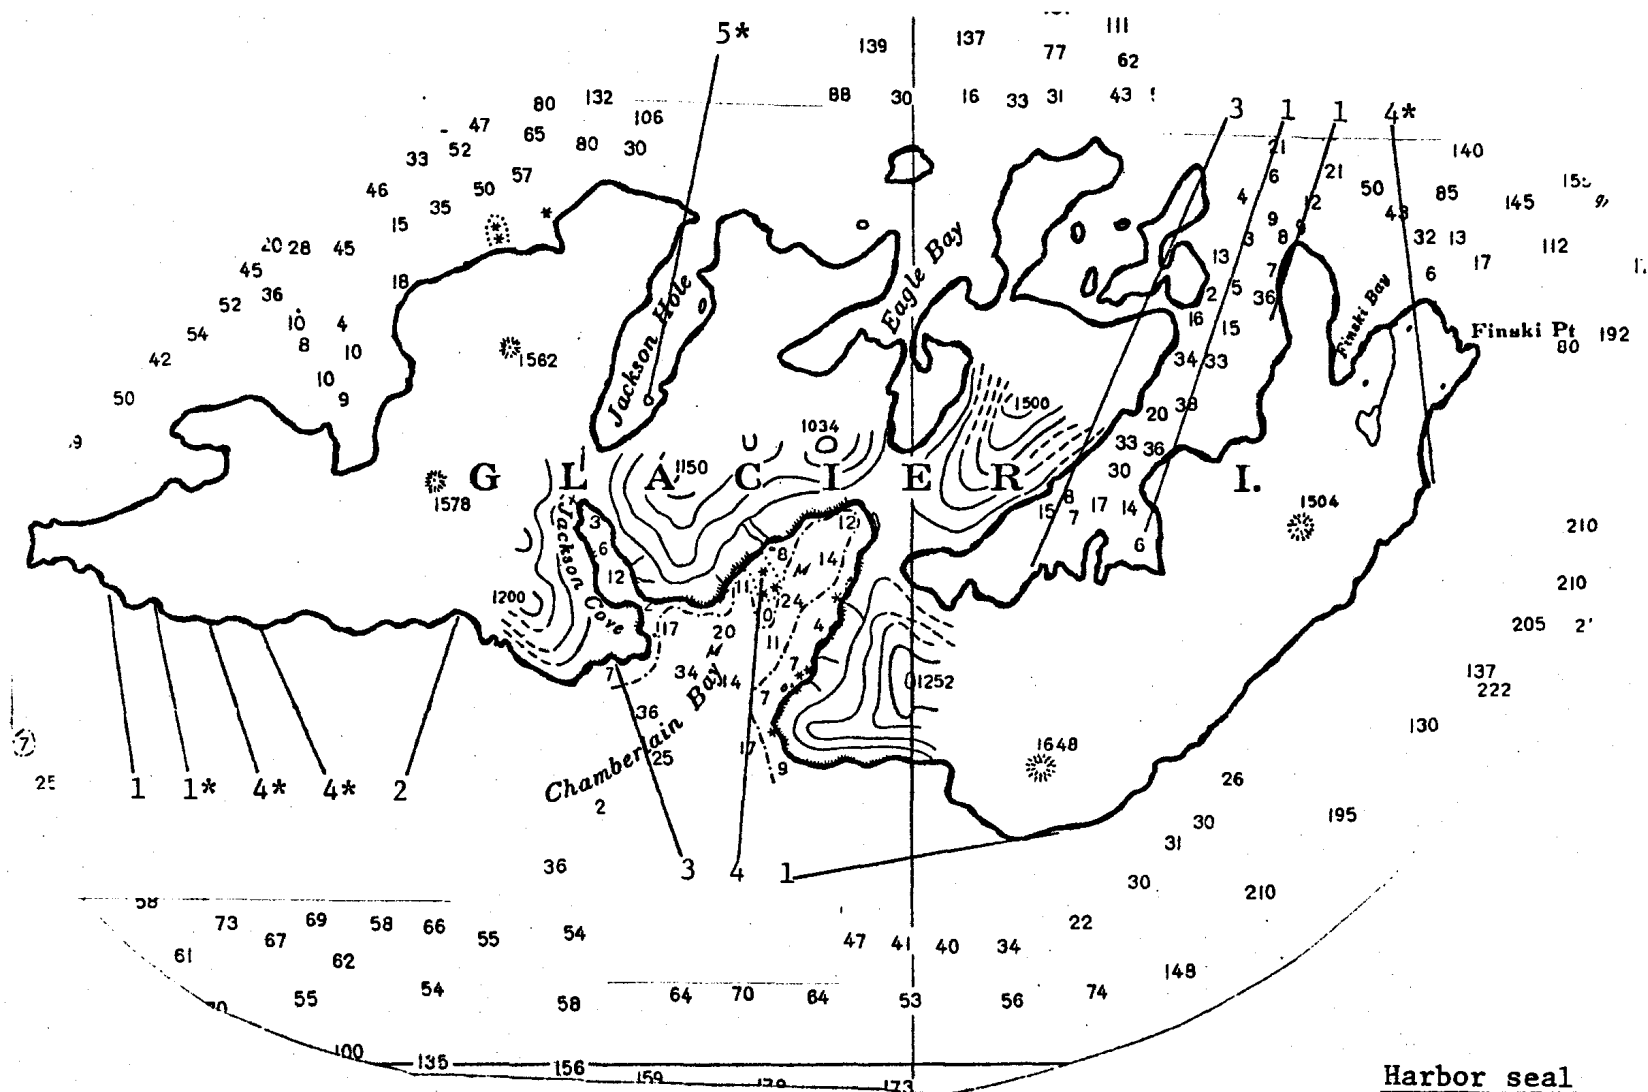 5*
111
139 137 77 62
80 132 106 88 30 16 33 31 43
3 1 1 4*
47 65
33 52 80 30 21 140
57 6 21
46 50 4 12 50 85 145
15 35 9 43
28 45 3 8 9 32 13 112
45 18 13 7 6 17
52 36 2 5 36
Eagle Bay
Jackson Hole
Finski Bay
54 10 4 16 15
8 10 Finski Pt 192
42 1562 34 33 80
10
50 9 1500
20 38
1034 33 36
1150 30
GLACIER I.
1578 8 17 14 1504
15 7
3 12 6 210
Jackson Cove
6 8 14
12 11 24 210
1200 2 0
117 20 11 4 205
M
M
7 34 14 7 1252 137
7 222
36 130
7 25 17 9 1648
Chamberlain Bay
1 1* 4* 4* 2 26
2 195
30
31
36 3 4 1
30 210
58
73 69 58 66 54 22
67 55 47 41 40 34
61 62 148
55 54 58 64 70 64 53 56 74
100 135 156 159 173
Harbor seal